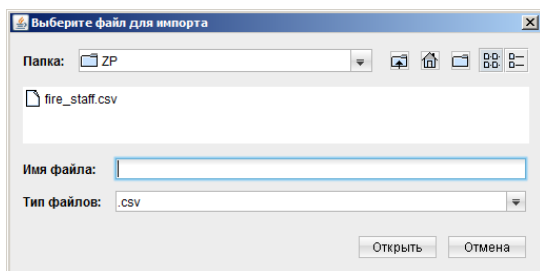 Выберите файл для импорта
Папка: ZP
fire_staff.csv
Имя файла:
Тип файлов: .csv
Открыть Отмена